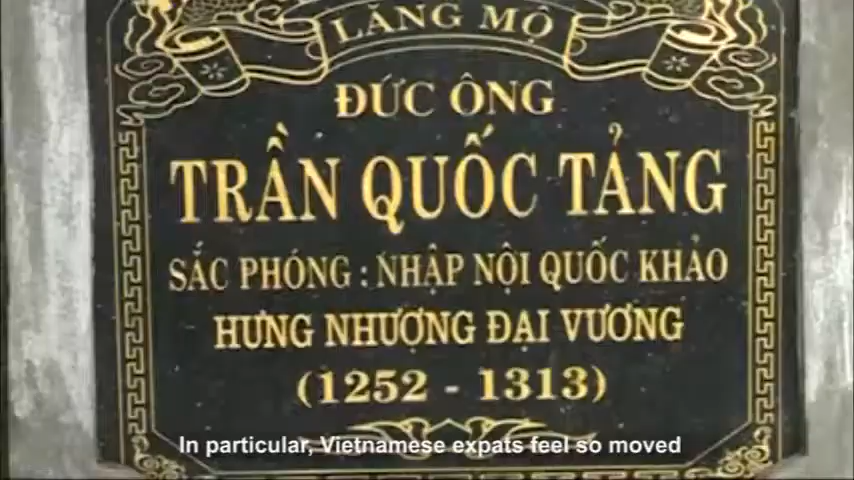 LĂNG MỘ
ĐỨC ÔNG
TRẦN QUỐC TẢNG
SẮC PHÓNG : NHẬP NỘI QUỐC KHẢO
HƯNG NHƯỢNG ĐẠI VƯƠNG
(1252 - 1313)
In particular, Vietnamese expats feel so moved